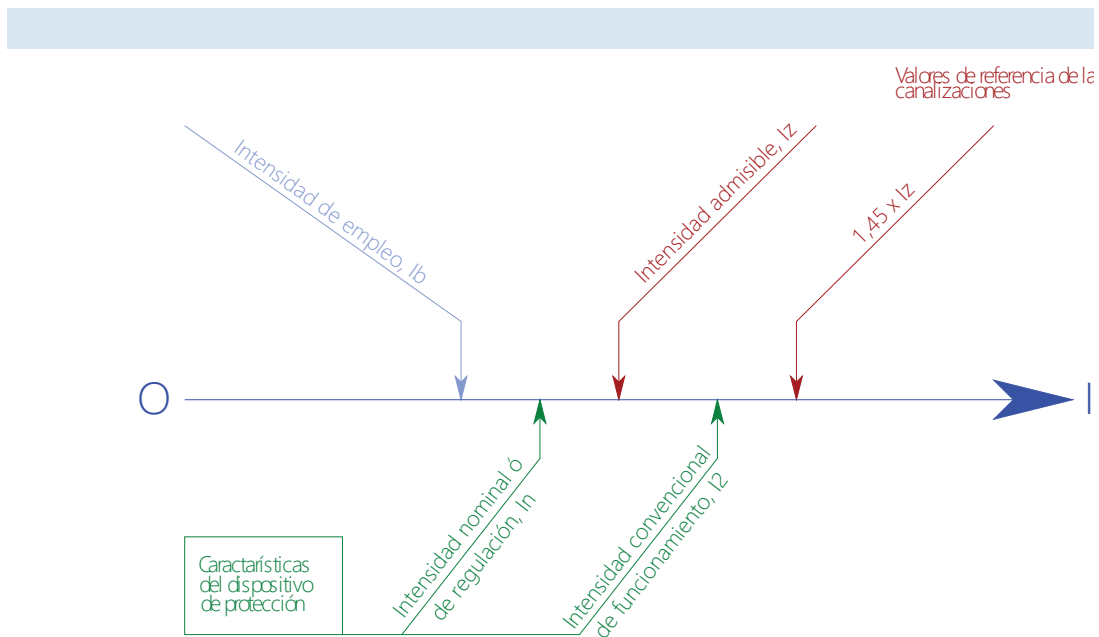 Valores de referencia de la
canalizaciones
Intensidad de empleo, Ib
Intensidad admisible, Iz
1,45 x Iz
O
I
Intensidad nominal ó
de regulación, In
Intensidad convencional
de funcionamiento, I2
Caractarísticas
del dispositivo
de protección